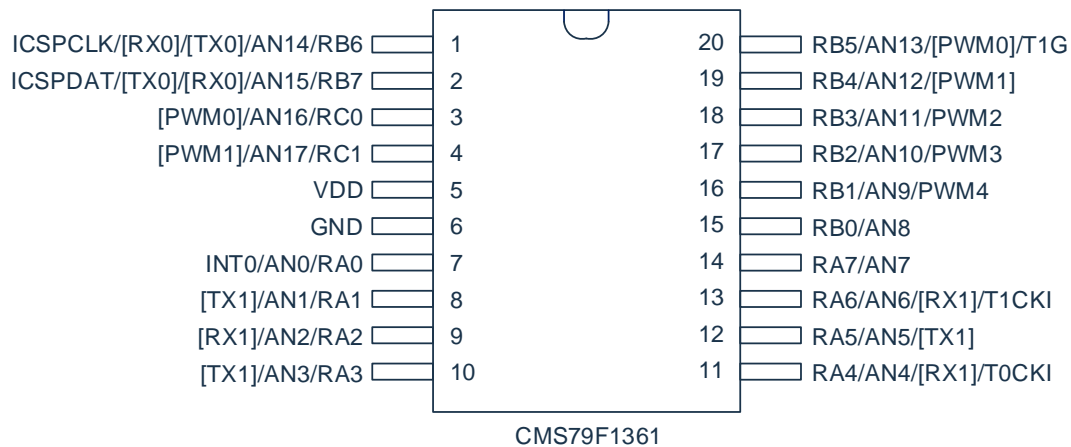 ICSPCLK/[RX0]/[TX0]/AN14/RB6 1 20 RB5/AN13/[PWM0]/T1G
ICSPDAT/[TX0]/[RX0]/AN15/RB7 2 19 RB4/AN12/[PWM1]
[PWM0]/AN16/RC0 3 18 RB3/AN11/PWM2
[PWM1]/AN17/RC1 4 17 RB2/AN10/PWM3
VDD 5 16 RB1/AN9/PWM4
GND 6 15 RB0/AN8
INT0/AN0/RA0 7 14 RA7/AN7
[TX1]/AN1/RA1 8 13 RA6/AN6/[RX1]/T1CKI
[RX1]/AN2/RA2 9 12 RA5/AN5/[TX1]
[TX1]/AN3/RA3 10 11 RA4/AN4/[RX1]/T0CKI
CMS79F1361